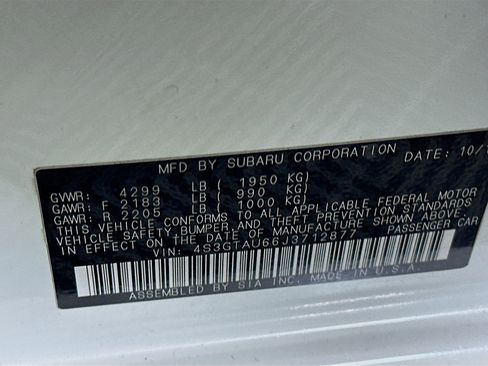 MFD BY SUBARU CORPORATION DATE: 10/
GVWR: 4299 LB ( 1950 KG)
GAWR: F 2183 LB ( 990 KG)
GAWR: R 2205 LB ( 1000 KG)
THIS VEHICLE CONFORMS TO ALL APPLICABLE FEDERAL MOTOR
VEHICLE SAFETY BUMPER, AND THEFT PREVENTION STANDARDS
IN EFFECT ON THE DATE OF MANUFACTURE SHOWN ABOVE.
VIN: 4S3GTAU66J3712877 PASSENGER CAR
ASSEMBLED BY SIA INC. MADE IN U.S.A.